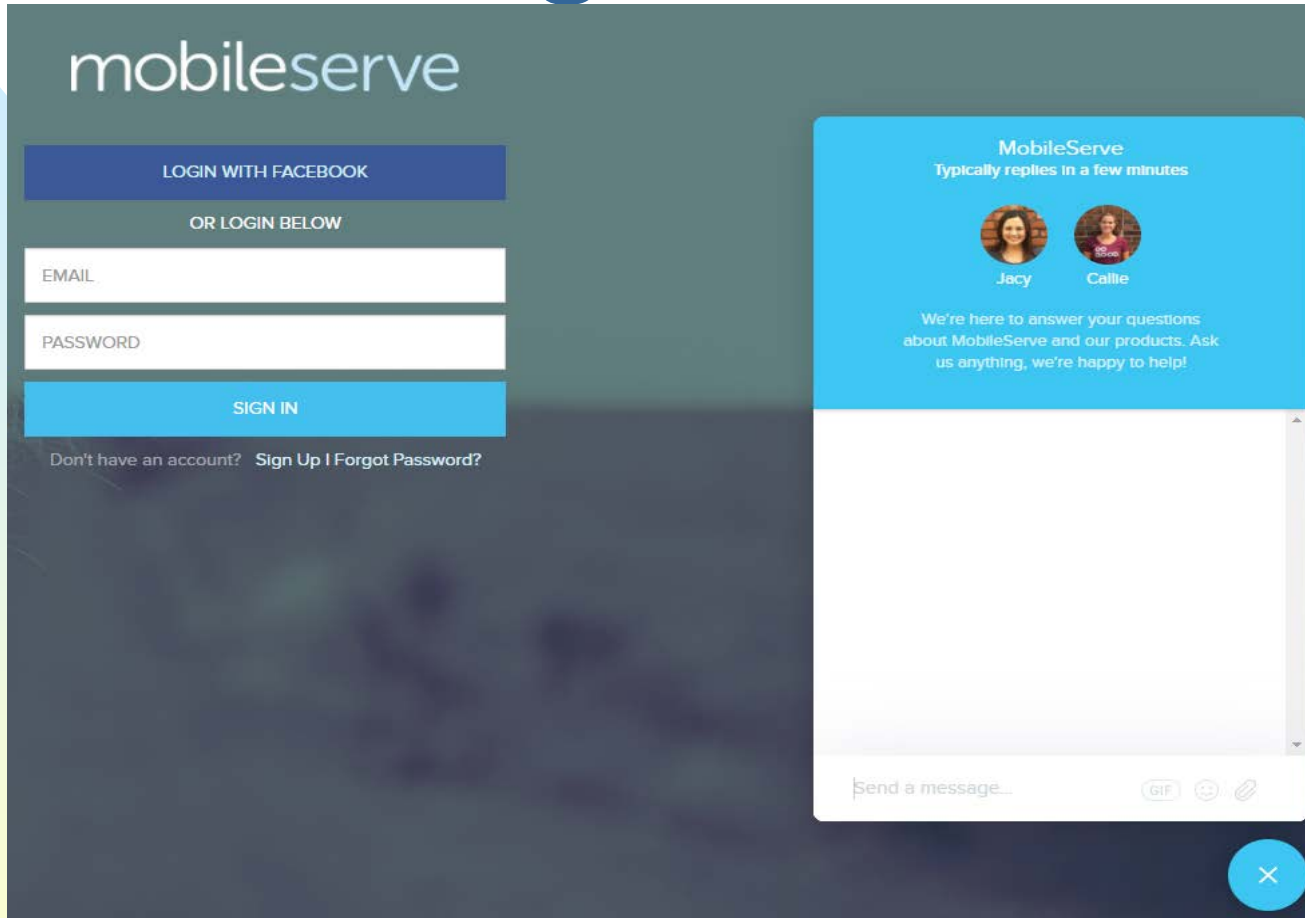 mobileserve
LOGIN WITH FACEBOOK
OR LOGIN BELOW
EMAIL
PASSWORD
SIGN IN
Don't have an account? Sign Up I Forgot Password?
MobileServe
Typically replies in a few minutes
Jacy Callie
We're here to answer your questions
about MobileServe and our products. Ask
us anything, we're happy to help!
Send a message...
GIF